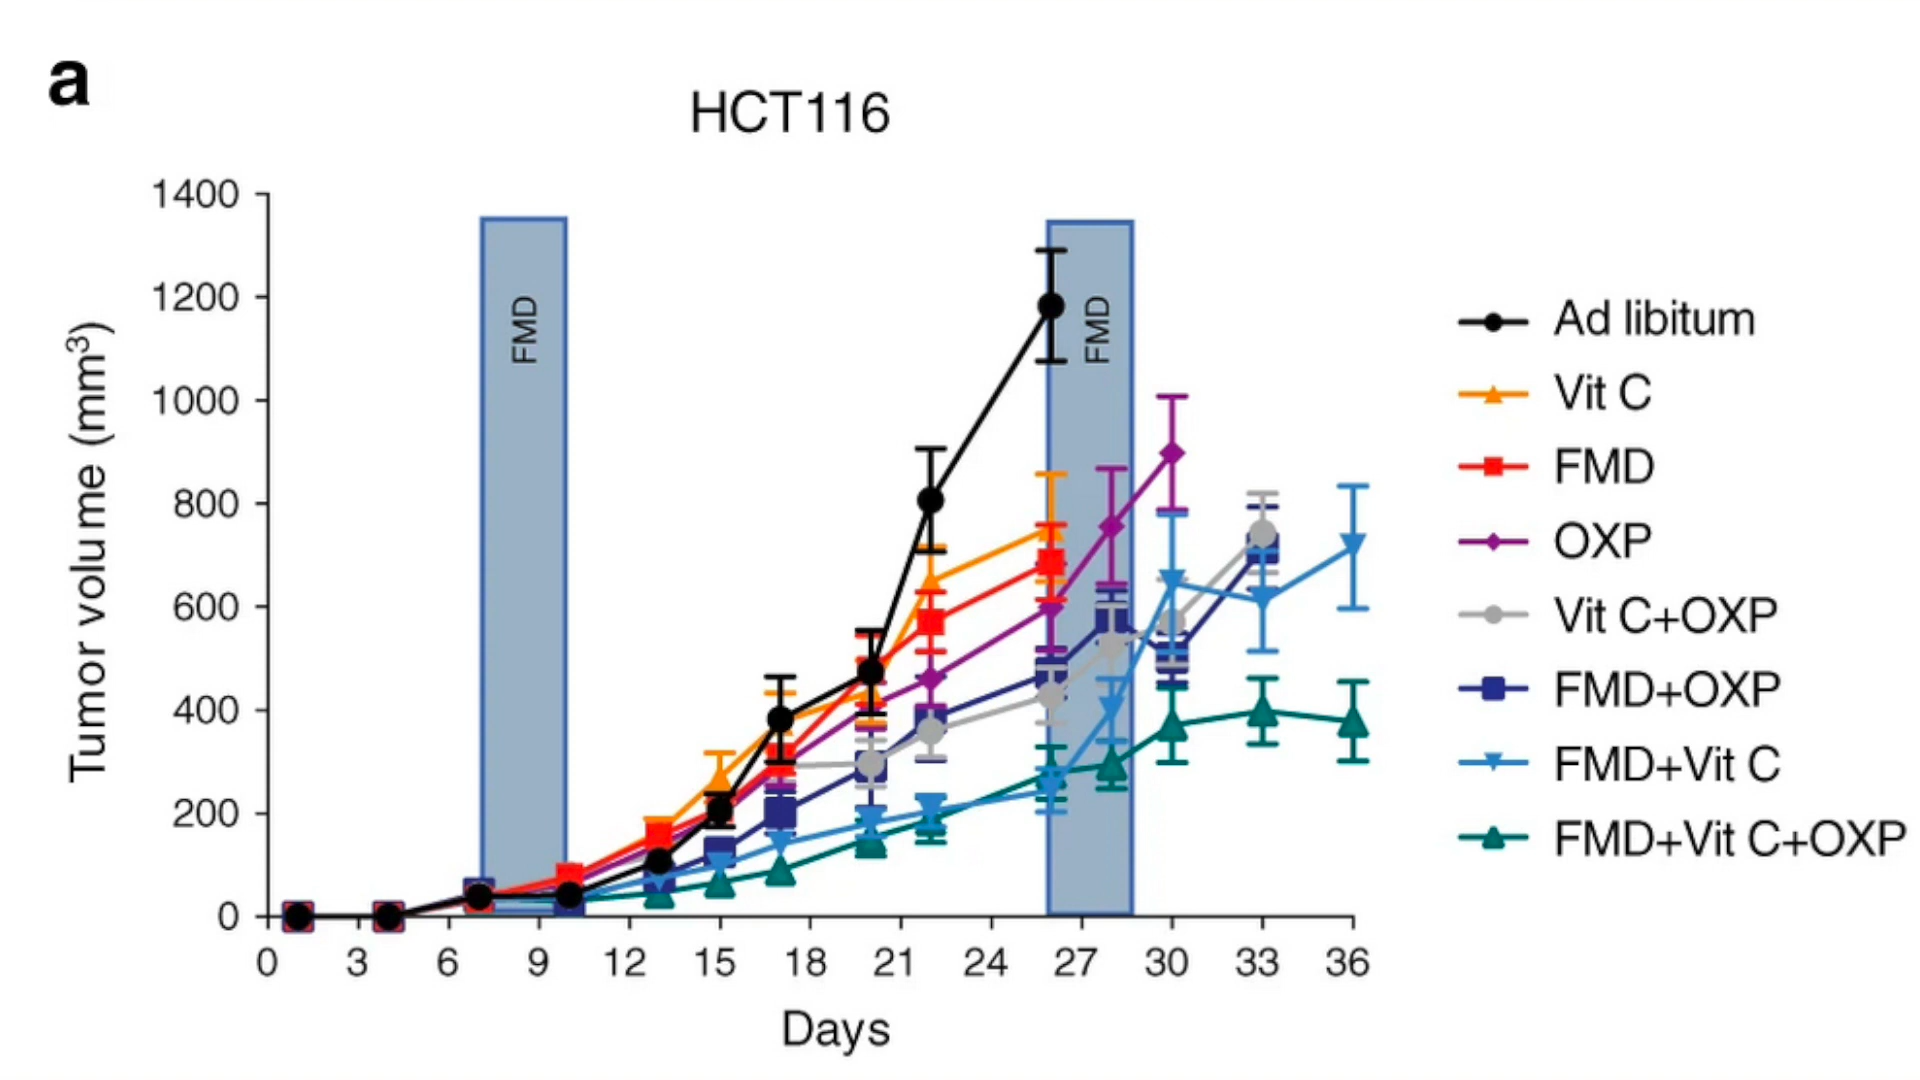 a
HCT116
Tumor volume (mm³)
1400
1200
1000
800
600
400
200
0
FMD
FMD
0 3 6 9 12 15 18 21 24 27 30 33 36
Days
Ad libitum
Vit C
FMD
OXP
Vit C+OXP
FMD+OXP
FMD+Vit C
FMD+Vit C+OXP